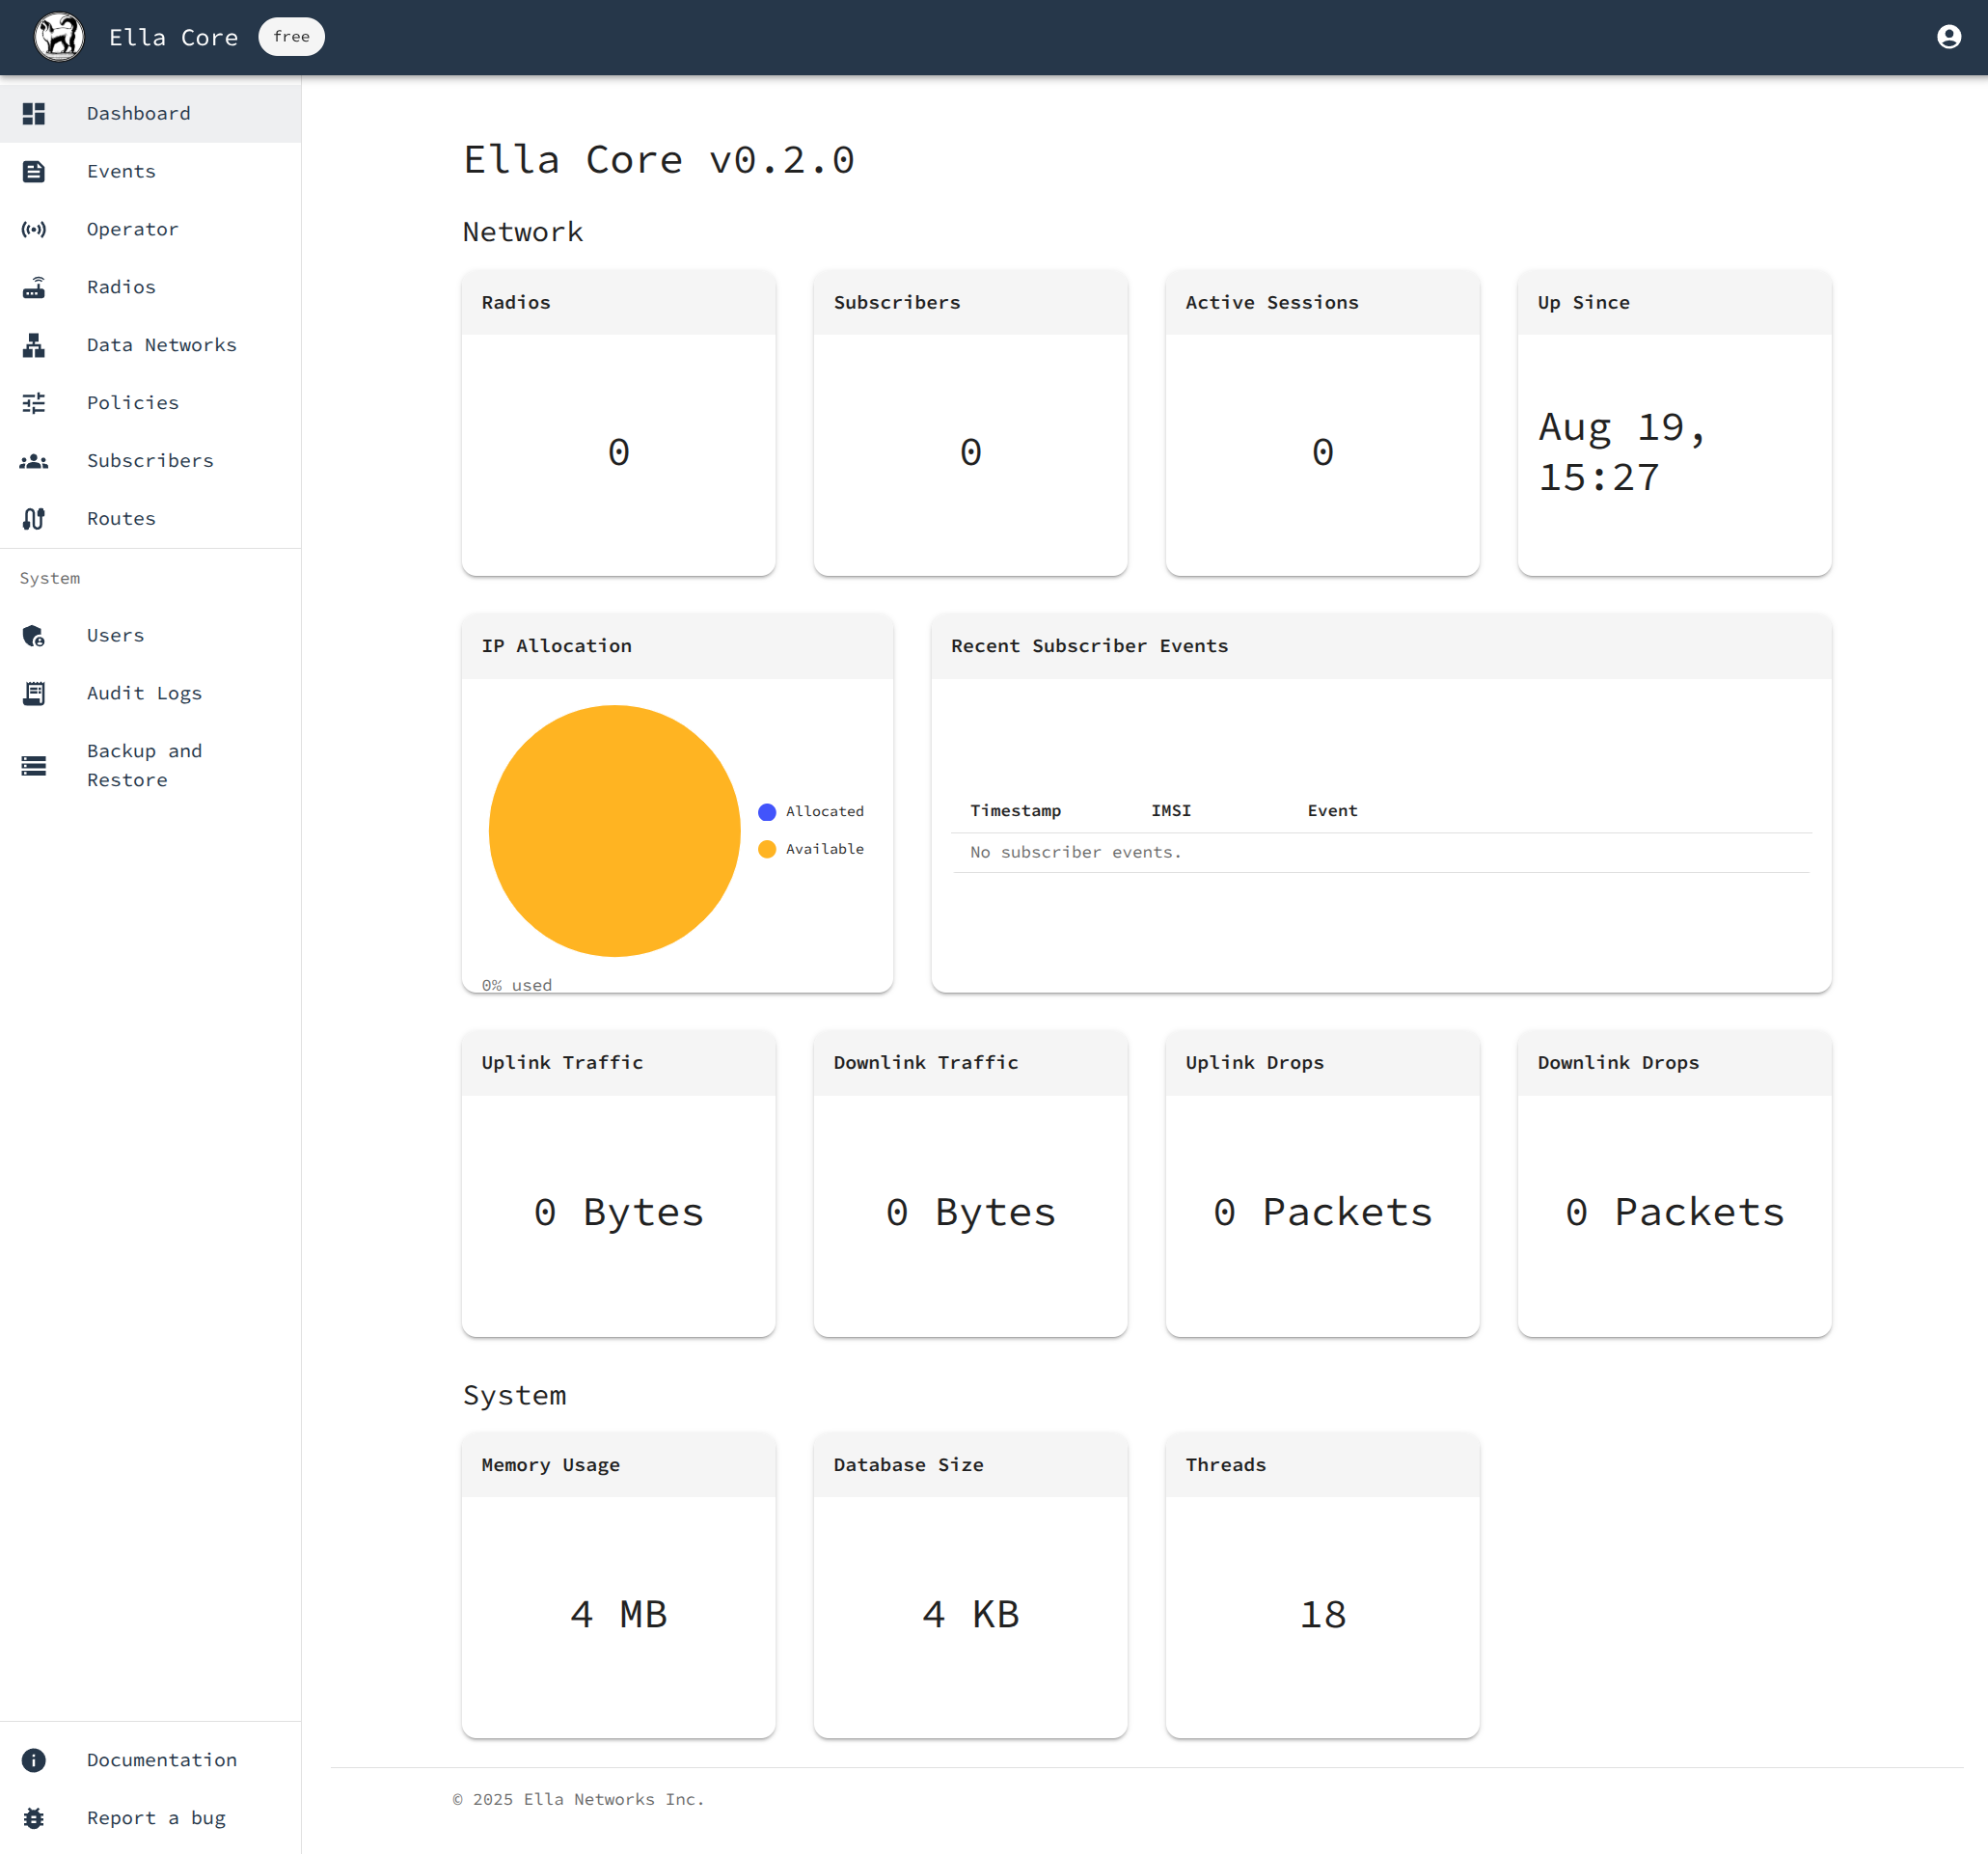 Ella Core free
Dashboard
Events
Operator
Radios
Data Networks
Policies
Subscribers
Routes
System
Users
Audit Logs
Backup and
Restore
Documentation
Report a bug
Ella Core v0.2.0
Network
Radios
0
Subscribers
0
Active Sessions
0
Up Since
Aug 19,
15:27
IP Allocation
Allocated
Available
0% used
Recent Subscriber Events
Timestamp IMSI Event
No subscriber events.
Uplink Traffic
0 Bytes
Downlink Traffic
0 Bytes
Uplink Drops
0 Packets
Downlink Drops
0 Packets
System
Memory Usage
4 MB
Database Size
4 KB
Threads
18
© 2025 Ella Networks Inc.